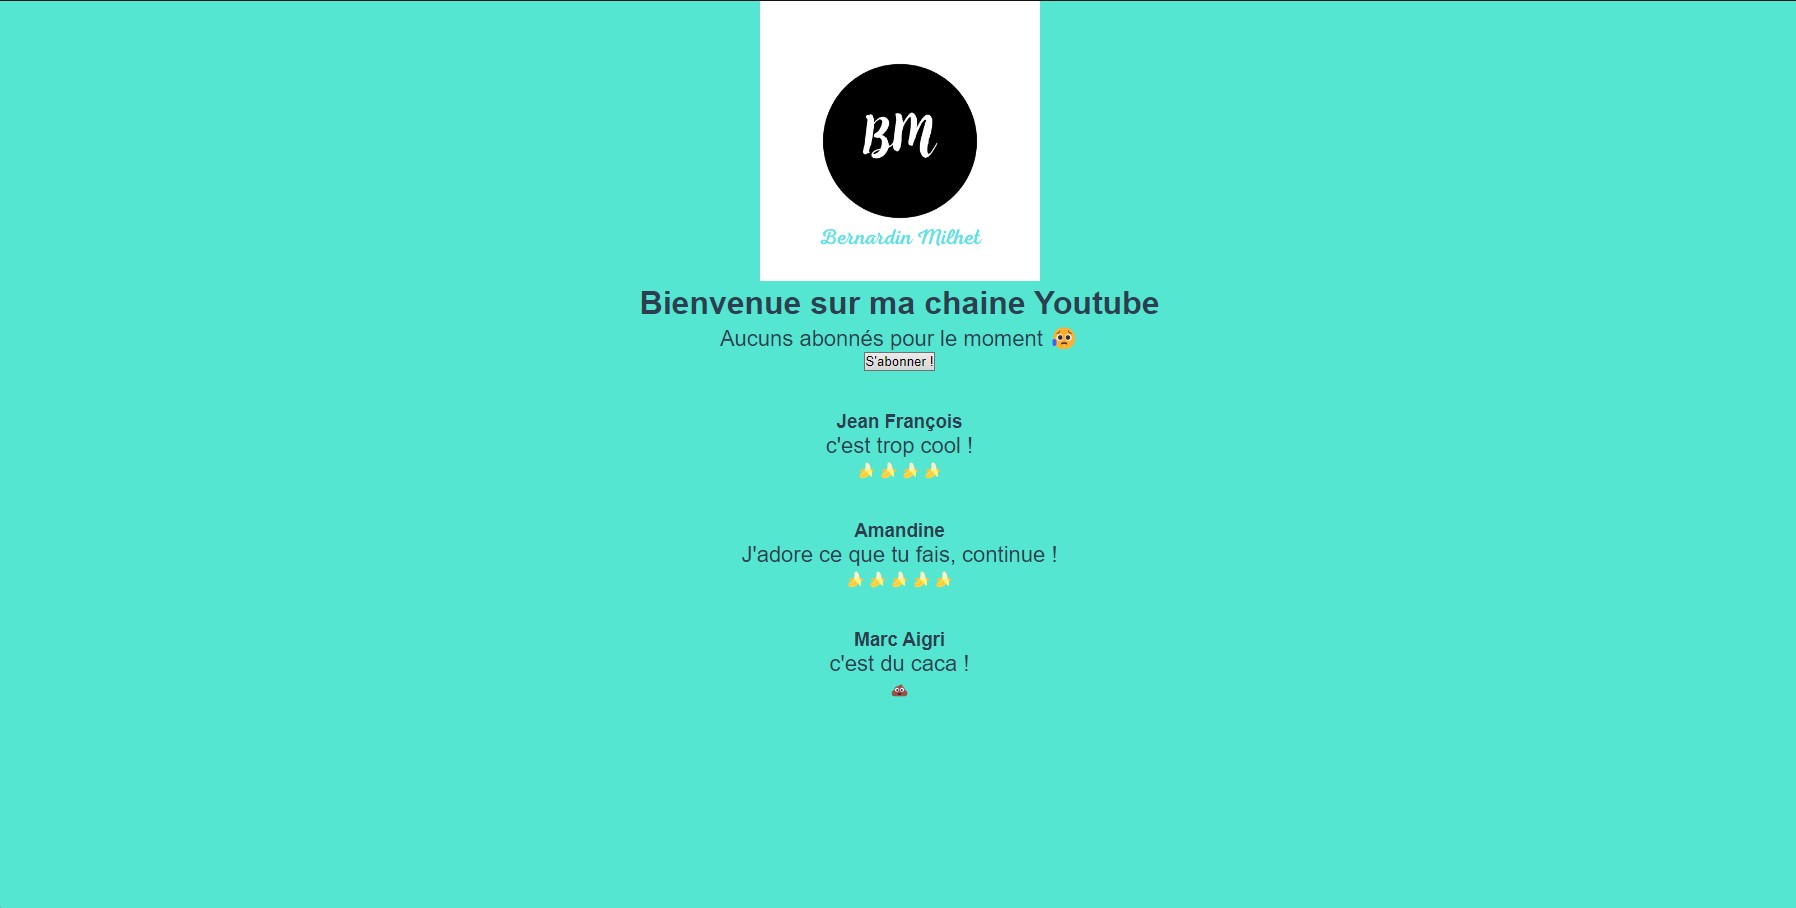 BM
Bernardin Milhet
Bienvenue sur ma chaine Youtube
Aucuns abonnés pour le moment 😥
S'abonner !
Jean François
c'est trop cool !
🍌🍌🍌🍌
Amandine
J'adore ce que tu fais, continue !
🍌🍌🍌🍌🍌
Marc Aigri
c'est du caca !
💩